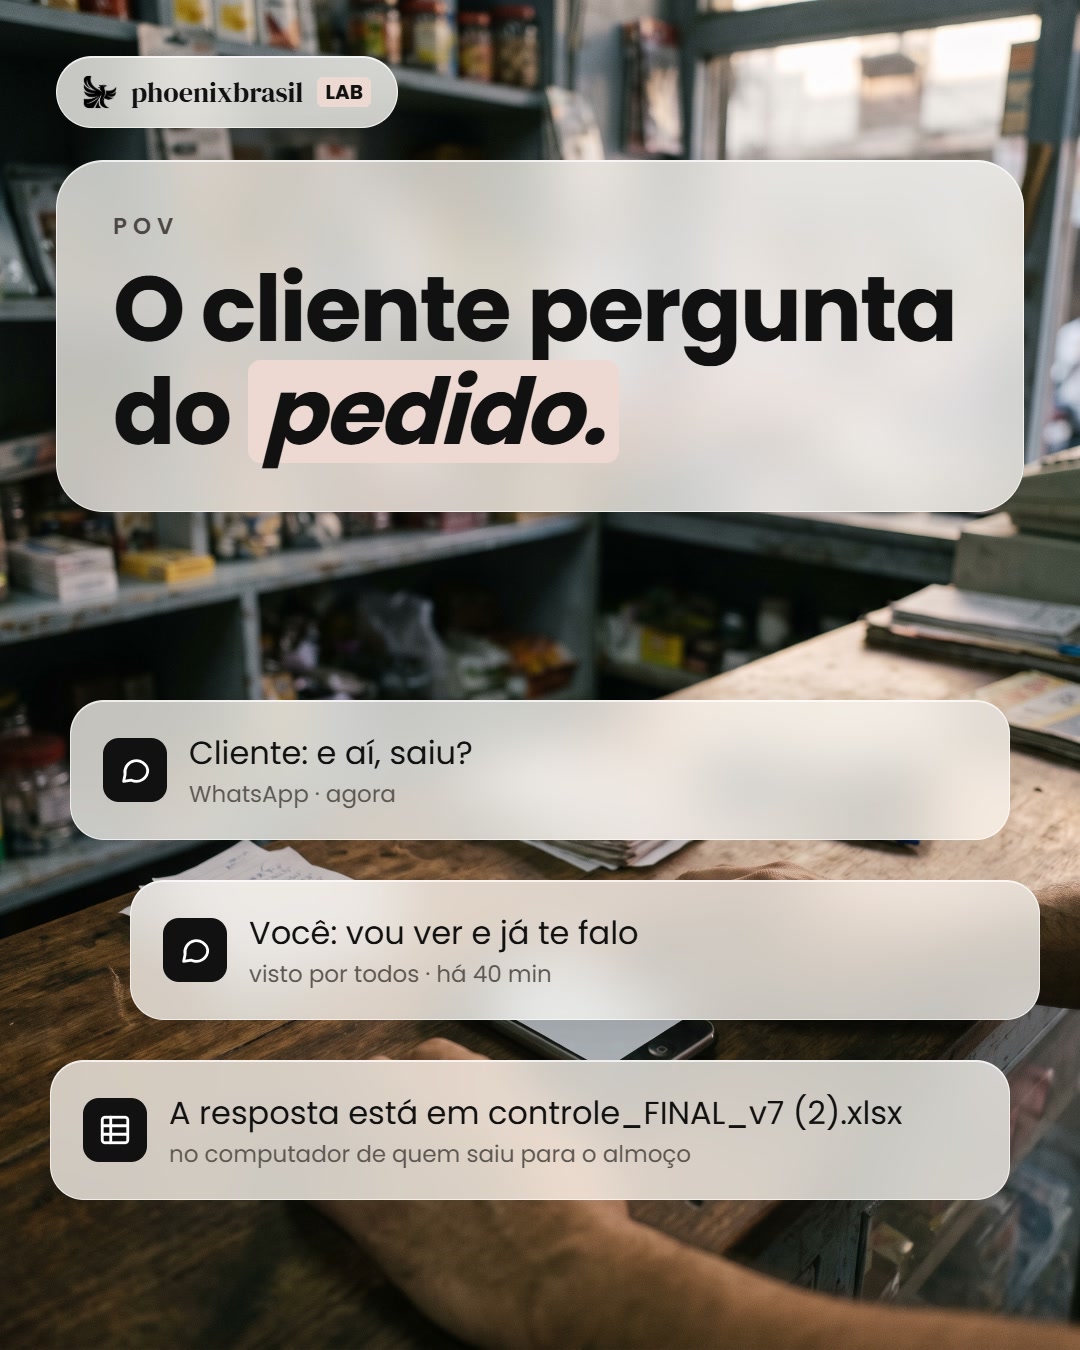 phoenixbrasil LAB
POV
O cliente pergunta
do pedido.
Cliente: e aí, saiu?
WhatsApp · agora
Você: vou ver e já te falo
visto por todos · há 40 min
A resposta está em controle_FINAL_v7 (2).xlsx
no computador de quem saiu para o almoço